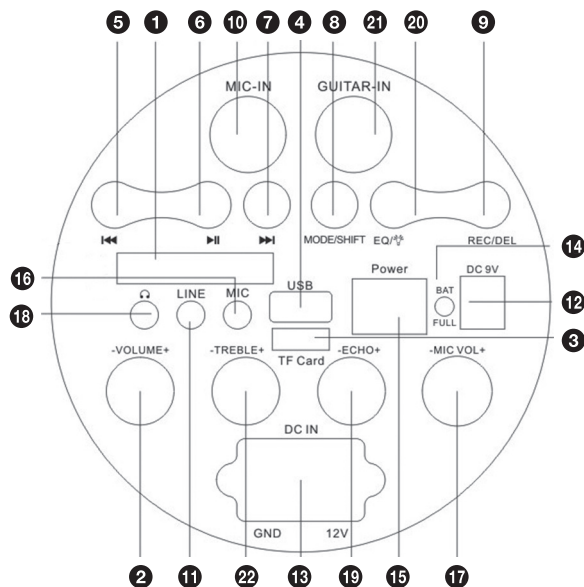 5 1 6 10 7 4 8 21 20 9
MIC-IN GUITAR-IN
MODE/SHIFT EQ/ REC/DEL
14
Power DC 9V
16 MIC USB BAT
18 LINE FULL 12
3
TF Card
-VOLUME+ -TREBLE+ -ECHO+ -MIC VOL+
DC IN
GND 12V
2 11 22 13 19 15 17